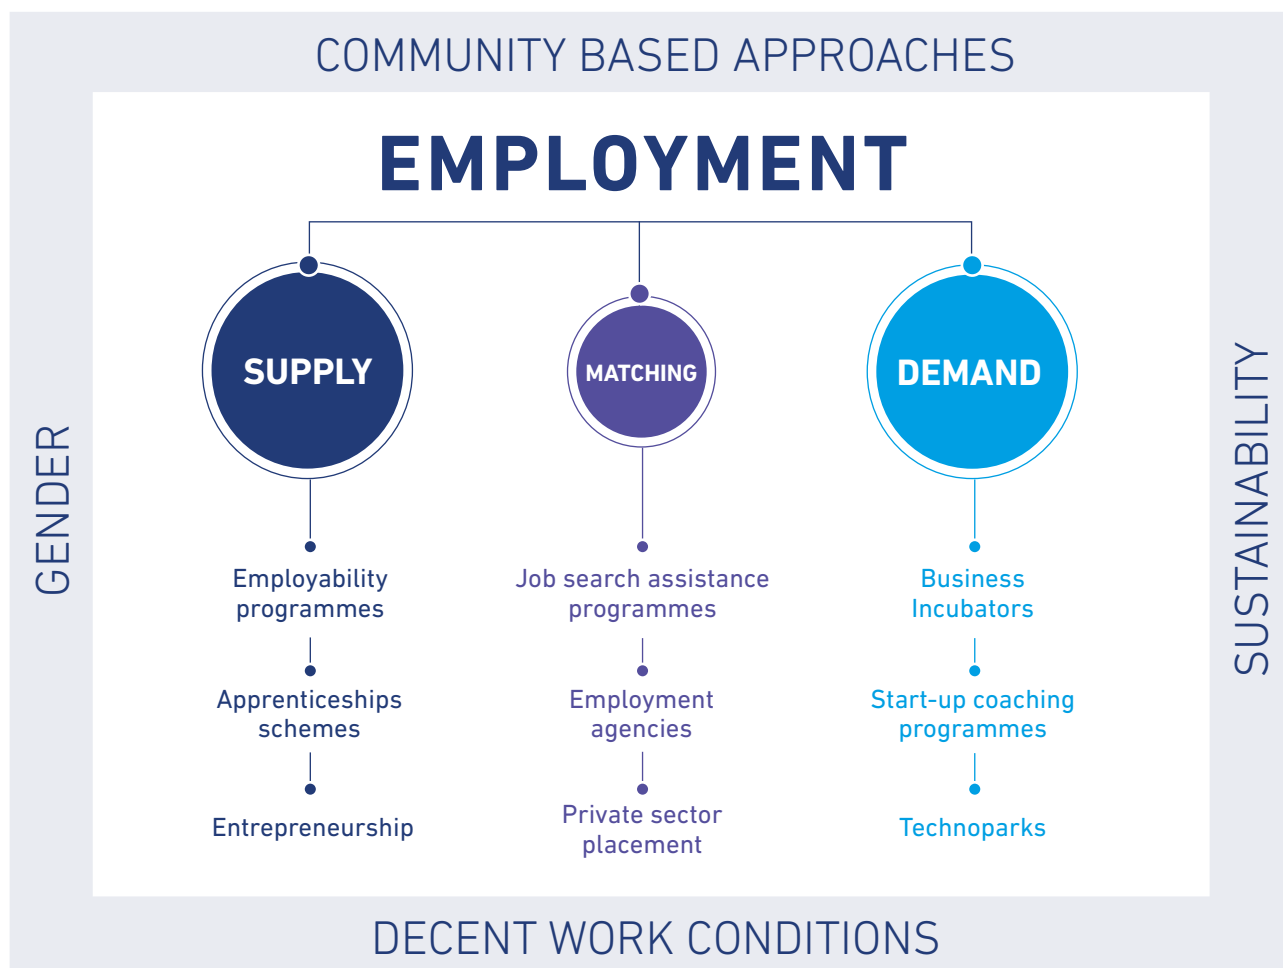 COMMUNITY BASED APPROACHES
EMPLOYMENT
SUPPLY
MATCHING
DEMAND
GENDER
SUSTAINABILITY
Employability
programmes
Apprenticeships
schemes
Entrepreneurship
Job search assistance
programmes
Employment
agencies
Private sector
placement
Business
Incubators
Start-up coaching
programmes
Technoparks
DECENT WORK CONDITIONS